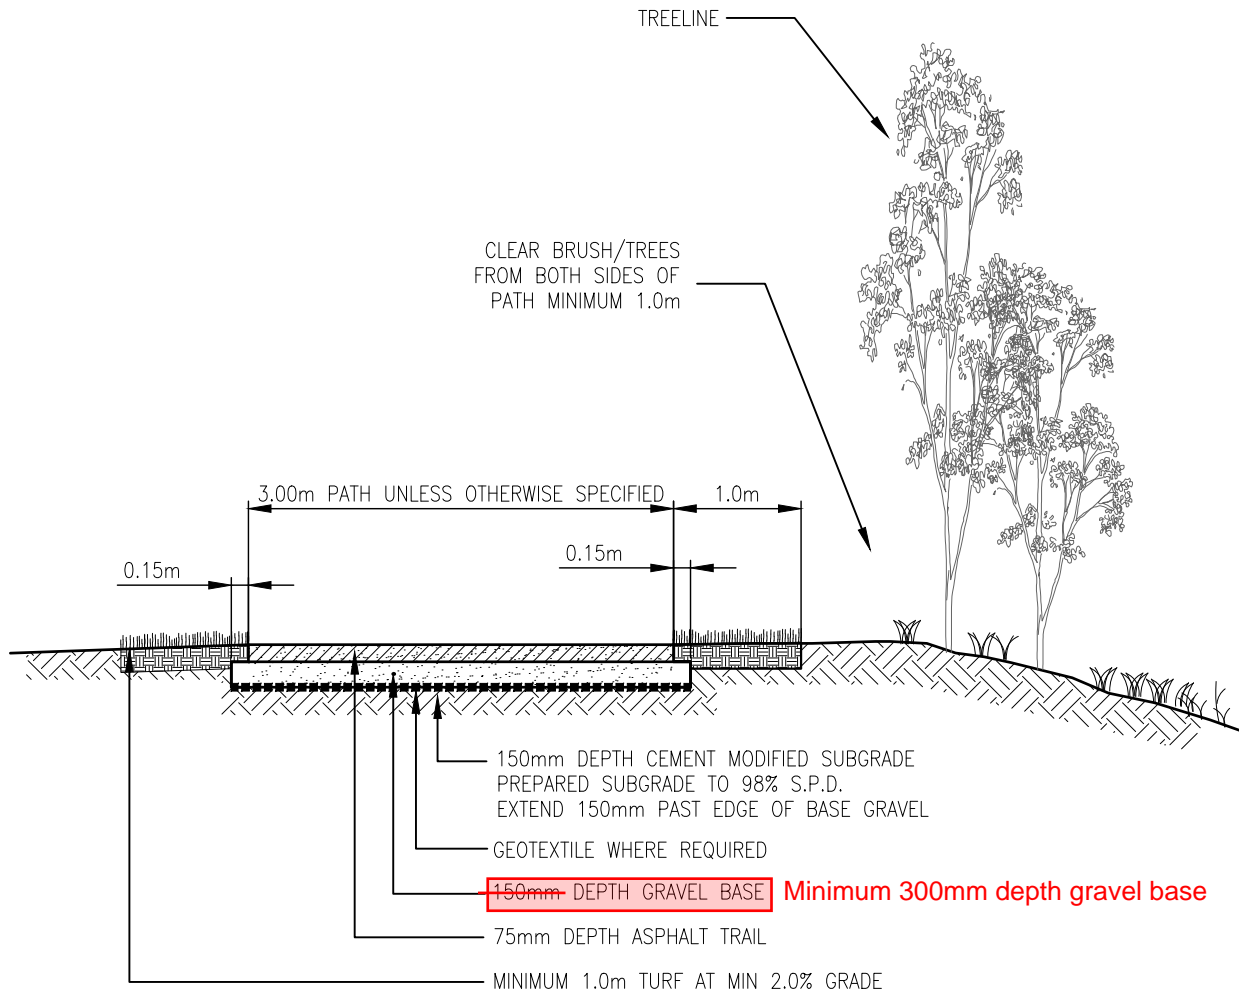 TREELINE
CLEAR BRUSH/TREES
FROM BOTH SIDES OF
PATH MINIMUM 1.0m
3.00m PATH UNLESS OTHERWISE SPECIFIED
1.0m
0.15m
0.15m
150mm DEPTH CEMENT MODIFIED SUBGRADE
PREPARED SUBGRADE TO 98% S.P.D.
EXTEND 150mm PAST EDGE OF BASE GRAVEL
GEOTEXTILE WHERE REQUIRED
150mm DEPTH GRAVEL BASE
Minimum 300mm depth gravel base
75mm DEPTH ASPHALT TRAIL
MINIMUM 1.0m TURF AT MIN 2.0% GRADE